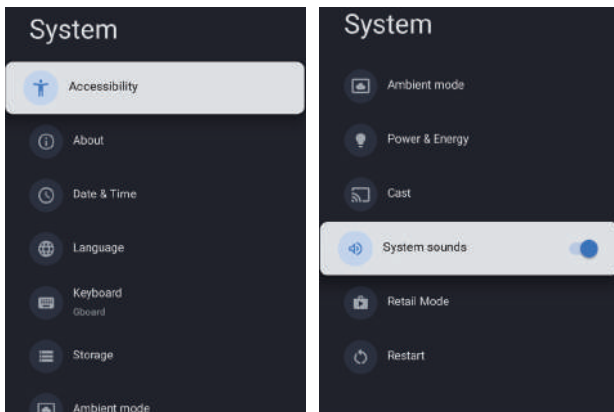 System
Accessibility
About
Date & Time
Language
Keyboard
Gboard
Storage
Ambient mode
System
Ambient mode
Power & Energy
Cast
System sounds
Retail Mode
Restart